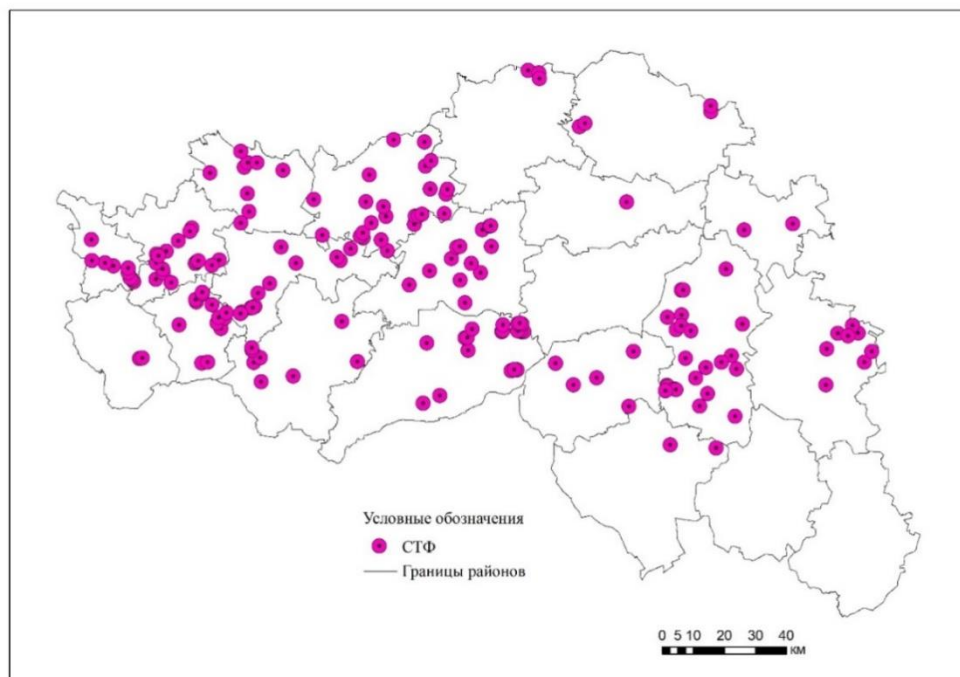 Условные обозначения
СТФ
Границы районов
0 5 10 20 30 40
КМ